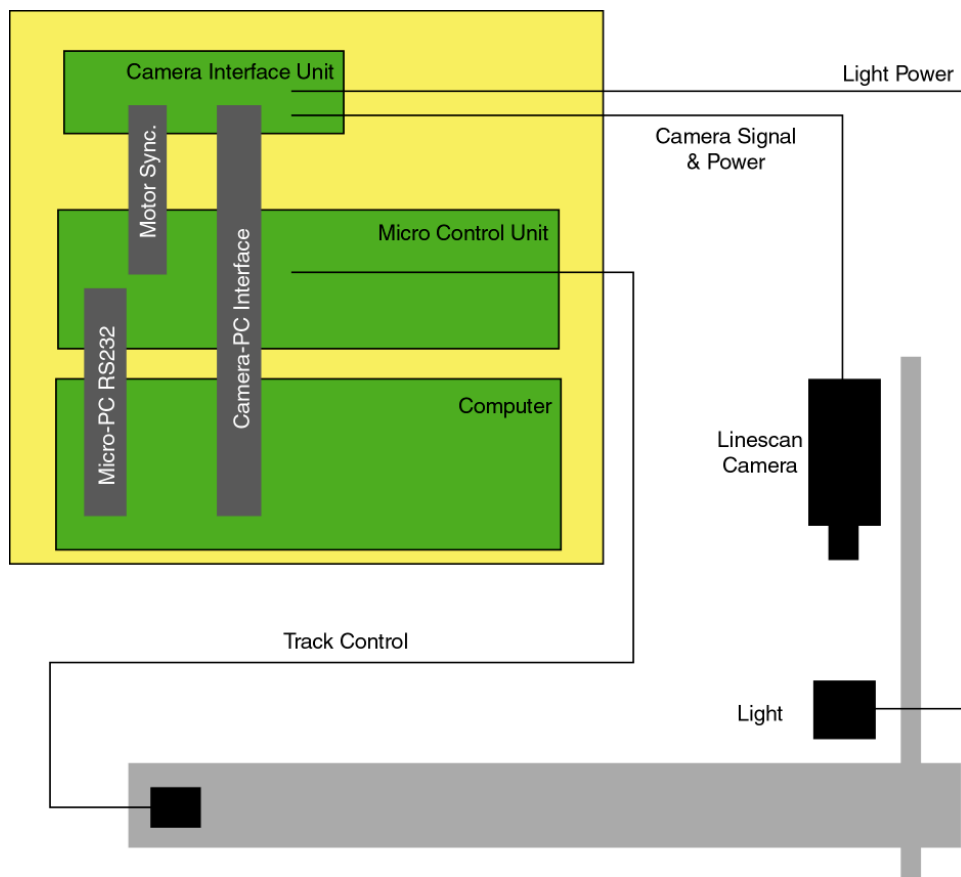 Camera Interface Unit
Light Power
Camera Signal
& Power
Motor Sync.
Micro Control Unit
Camera-PC Interface
Micro-PC RS232
Computer
Linescan
Camera
Track Control
Light